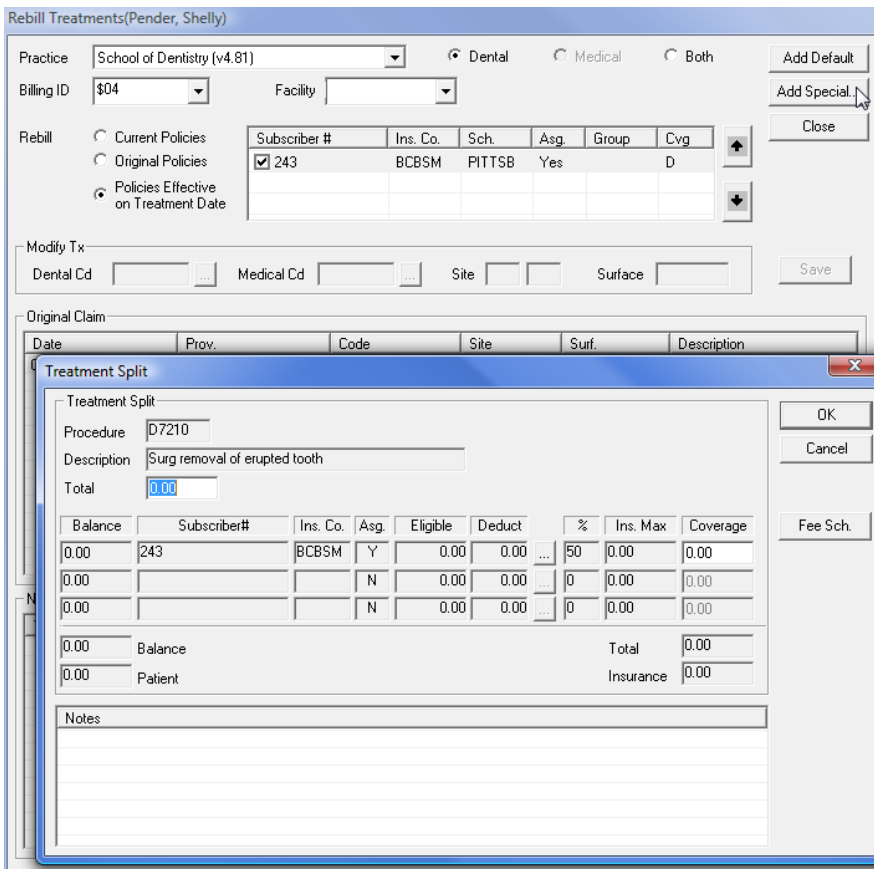 Rebill Treatments(Pender, Shelly)
Practice School of Dentistry (v4.81) Dental Medical Both Add Default
Billing ID $04 Facility Add Special...
Close
Rebill Current Policies
Original Policies
Policies Effective
on Treatment Date
Subscriber # Ins. Co. Sch. Asg. Group Cvg
243 BCBSM PITTSB Yes D
Modify Tx
Dental Cd ... Medical Cd ... Site Surface Save
Original Claim
Date Prov. Code Site Surf. Description
Treatment Split
Treatment Split
Procedure D7210 OK
Description Surg removal of erupted tooth Cancel
Total 0.00
Balance Subscriber# Ins. Co. Asg. Eligible Deduct % Ins. Max Coverage Fee Sch.
0.00 243 BCBSM Y 0.00 0.00 ... 50 0.00 0.00
0.00 N 0.00 0.00 ... 0 0.00 0.00
0.00 N 0.00 0.00 ... 0 0.00 0.00
0.00 Balance Total 0.00
0.00 Patient Insurance 0.00
Notes